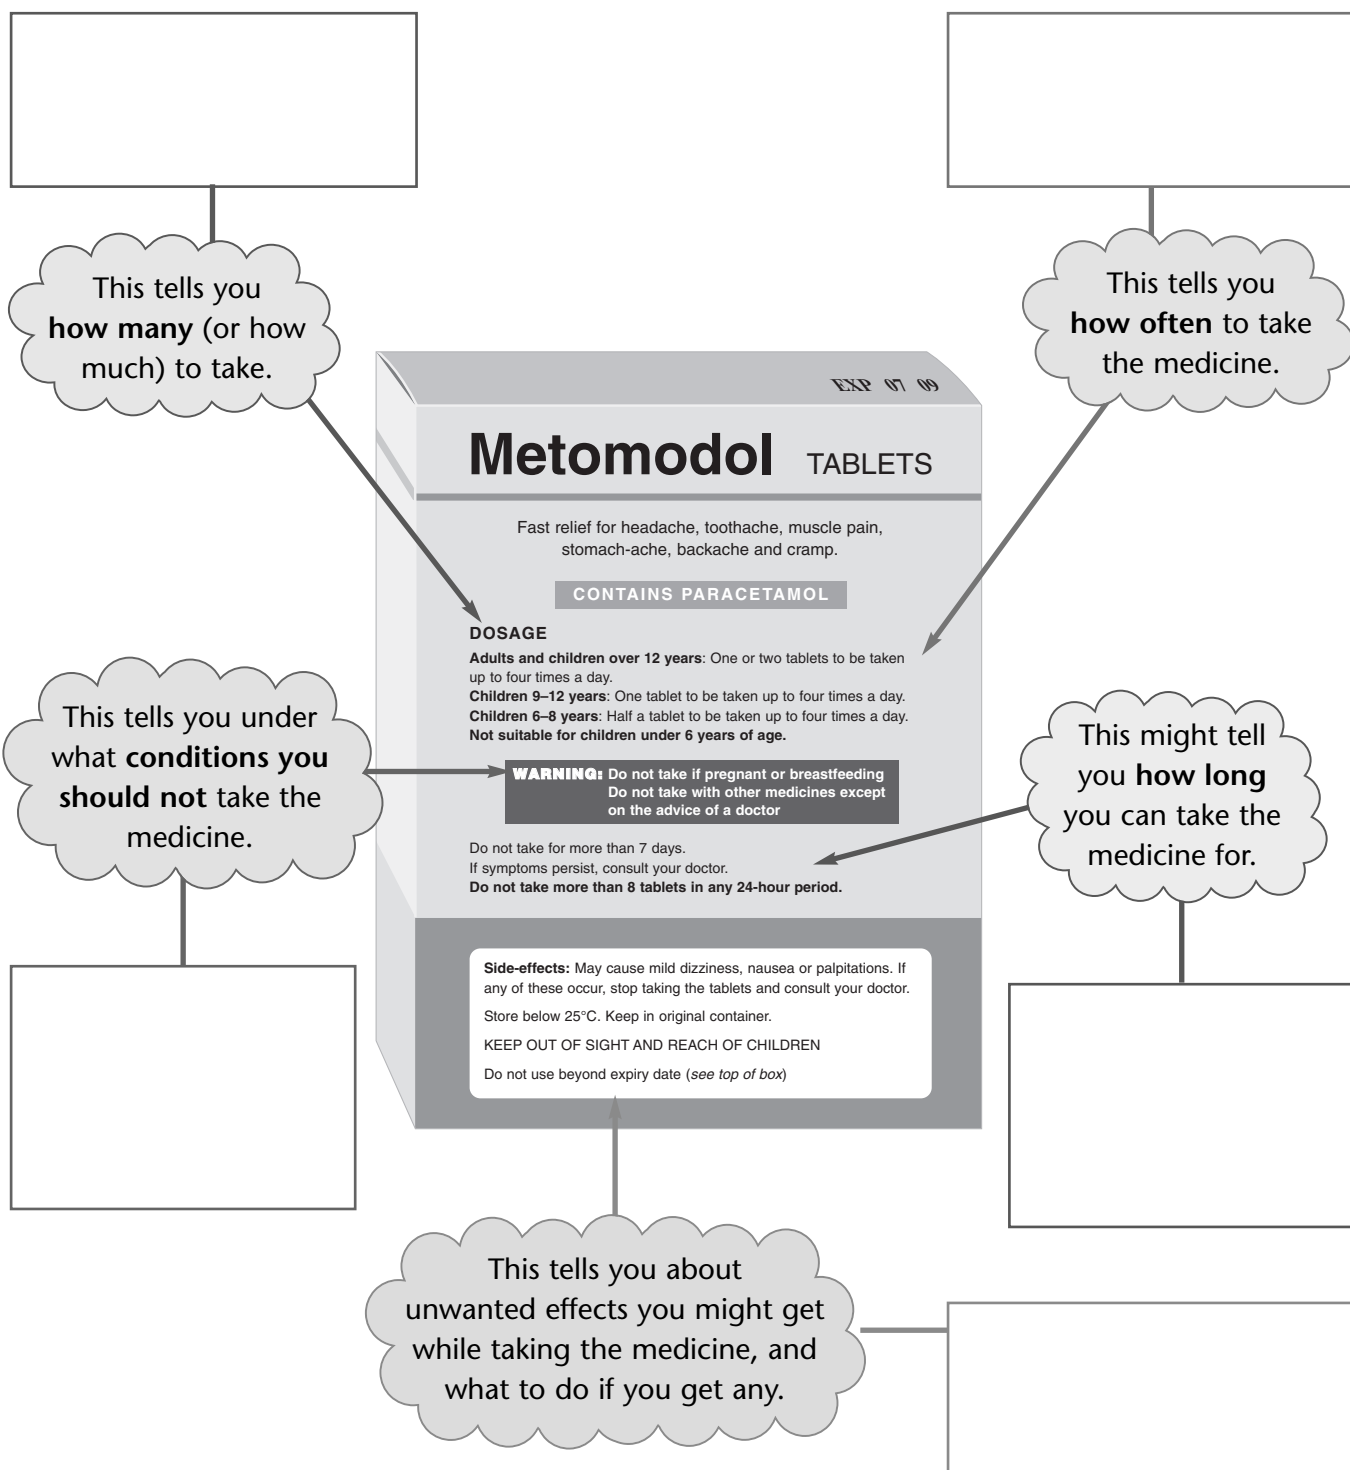 This tells you
how many (or how
much) to take.
This tells you
how often to take
the medicine.
EXP 07 09
Metomodol TABLETS
Fast relief for headache, toothache, muscle pain,
stomach-ache, backache and cramp.
CONTAINS PARACETAMOL
DOSAGE
Adults and children over 12 years: One or two tablets to be taken
up to four times a day.
Children 9–12 years: One tablet to be taken up to four times a day.
Children 6–8 years: Half a tablet to be taken up to four times a day.
Not suitable for children under 6 years of age.
This tells you under
what conditions you
should not take the
medicine.
WARNING: Do not take if pregnant or breastfeeding
Do not take with other medicines except
on the advice of a doctor
This might tell
you how long
you can take the
medicine for.
Do not take for more than 7 days.
If symptoms persist, consult your doctor.
Do not take more than 8 tablets in any 24-hour period.
Side-effects: May cause mild dizziness, nausea or palpitations. If
any of these occur, stop taking the tablets and consult your doctor.
Store below 25°C. Keep in original container.
KEEP OUT OF SIGHT AND REACH OF CHILDREN
Do not use beyond expiry date (see top of box)
This tells you about
unwanted effects you might get
while taking the medicine, and
what to do if you get any.